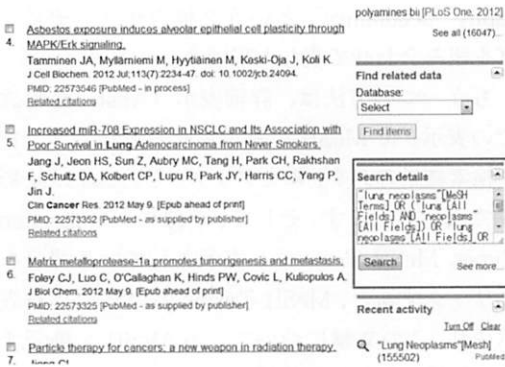 4. Asbestos exposure induces alveolar epithelial cell plasticity through
MAPK/Erk signaling.
Tamminen JA, Myllärniemi M, Hyytiäinen M, Keski-Oja J, Koli K.
J Cell Biochem. 2012 Jul;113(7):2234-47. doi: 10.1002/jcb.24094.
PMID: 22573546 [PubMed - in process]
Related citations
5. Increased miR-708 Expression in NSCLC and Its Association with
Poor Survival in Lung Adenocarcinoma from Never Smokers.
Jang J, Jeon HS, Sun Z, Aubry MC, Tang H, Park CH, Rakhshan
F, Schultz DA, Kolbert CP, Lupu R, Park JY, Harris CC, Yang P,
Jin J.
Clin Cancer Res. 2012 May 9. [Epub ahead of print]
PMID: 22573352 [PubMed - as supplied by publisher]
Related citations
6. Matrix metalloprotease-1a promotes tumorigenesis and metastasis.
Foley CJ, Luo C, O'Callaghan K, Hinds PW, Covic L, Kuliopulos A.
J Biol Chem. 2012 May 9. [Epub ahead of print]
PMID: 22573325 [PubMed - as supplied by publisher]
Related citations
7. Particle therapy for cancers: a new weapon in radiation therapy.
polyamines bii [PLoS One. 2012]
See all (16047)...
Find related data
Database:
Select
Find items
Search details
"lung neoplasms"[MeSH
Terms] OR ("lung"[All
Fields] AND "neoplasms"
[All Fields]) OR "lung
neoplasms"[All Fields] OR
Search
See more...
Recent activity
Turn Off Clear
"Lung Neoplasms"[Mesh]
(155502)
PubMed